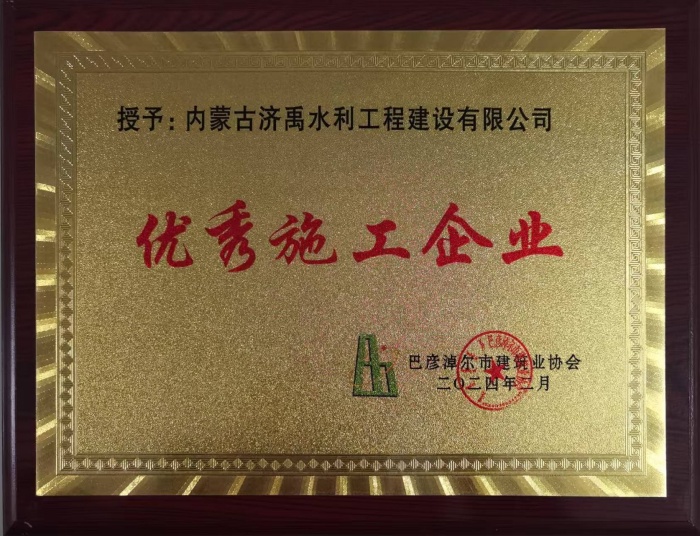 授予：内蒙古济禹水利工程建设有限公司
优秀施工企业
巴彦淖尔市建筑业协会
二〇二四年二月